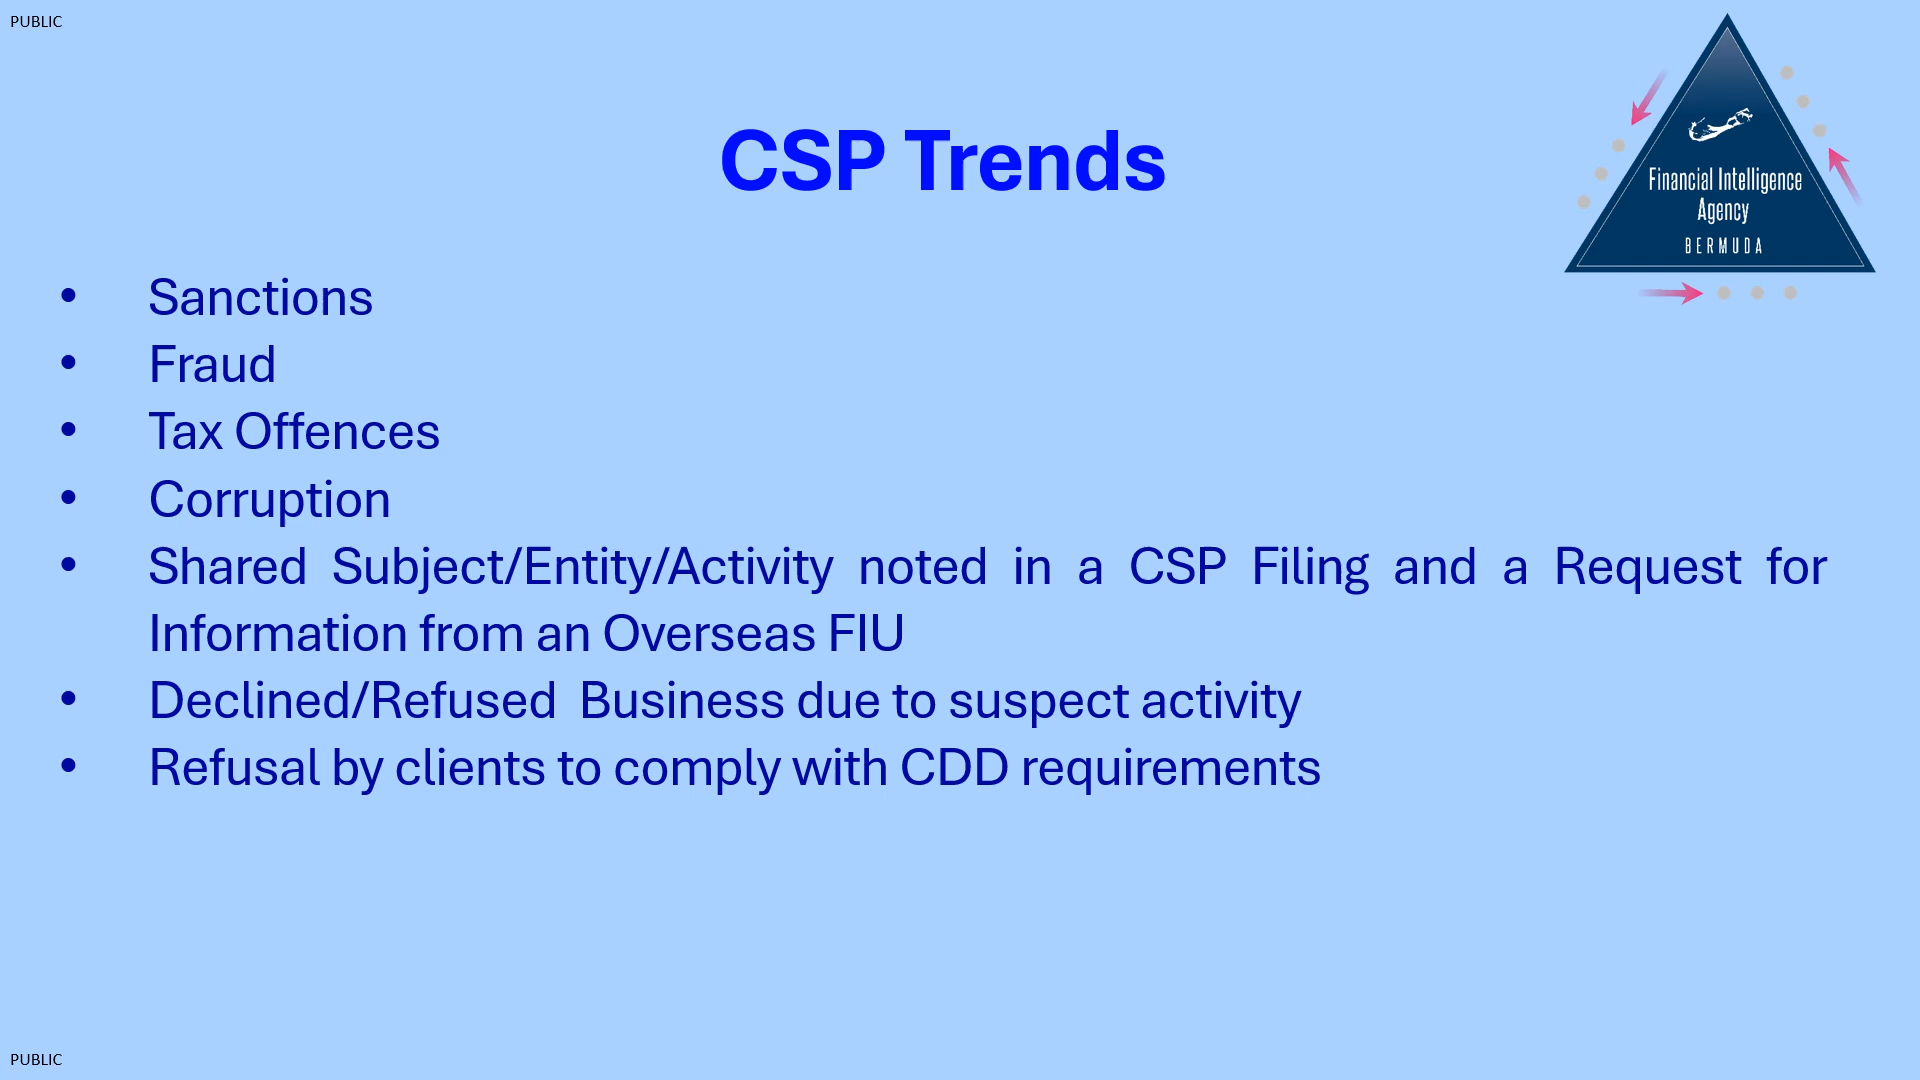 PUBLIC
CSP Trends
Financial Intelligence
Agency
BERMUDA
• Sanctions
• Fraud
• Tax Offences
• Corruption
• Shared Subject/Entity/Activity noted in a CSP Filing and a Request for
Information from an Overseas FIU
• Declined/Refused  Business due to suspect activity
• Refusal by clients to comply with CDD requirements
PUBLIC